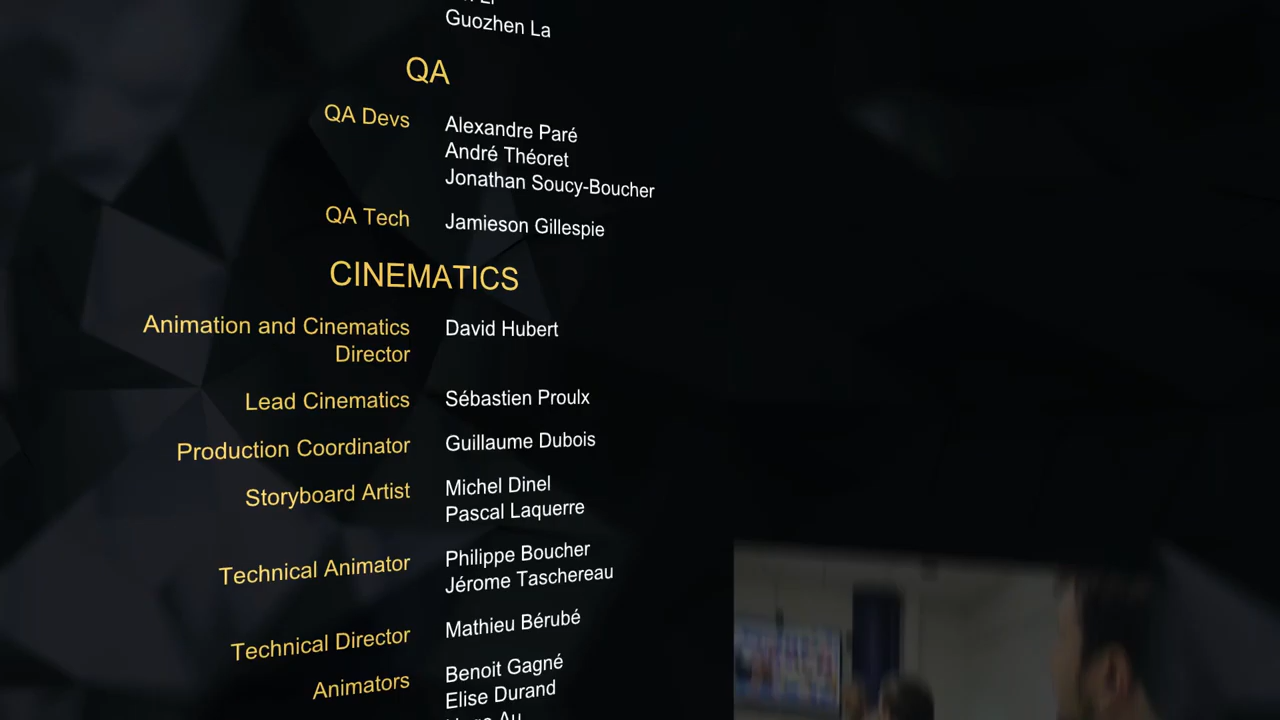 Guozhen La
QA
QA Devs
Alexandre Paré
André Théoret
Jonathan Soucy-Boucher
QA Tech
Jamieson Gillespie
CINEMATICS
Animation and Cinematics
Director
David Hubert
Lead Cinematics
Sébastien Proulx
Production Coordinator
Guillaume Dubois
Storyboard Artist
Michel Dinel
Pascal Laquerre
Technical Animator
Philippe Boucher
Jérome Taschereau
Technical Director
Mathieu Bérubé
Animators
Benoit Gagné
Elise Durand